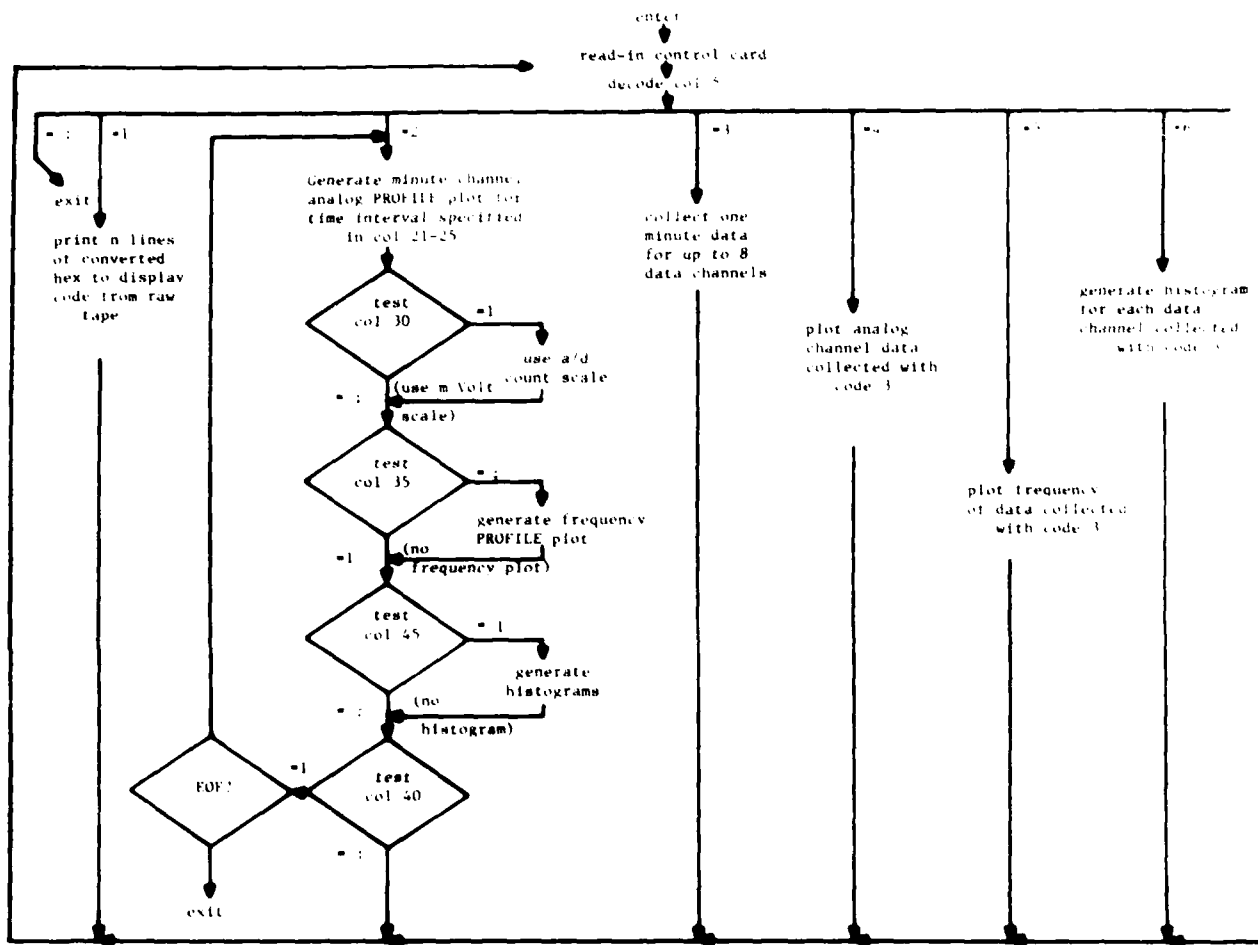 enter
read-in control card
decode col 5
=1
=2
=3
=4
=5
=6
exit
print n lines
of converted
hex to display
code from raw
tape
Generate minute channel
analog PROFILE plot for
time interval specified
in col 21-25
test
col 30
=1
use a/d
count scale
(use m Volt
scale)
test
col 35
generate frequency
PROFILE plot
=1
(no
frequency plot)
test
col 45
= 1
generate
histograms
(no
histogram)
test
col 40
=1
EOF?
exit
collect one
minute data
for up to 8
data channels
plot analog
channel data
collected with
code 3
plot frequency
of data collected
with code 3
generate histogram
for each data
channel collected
with code